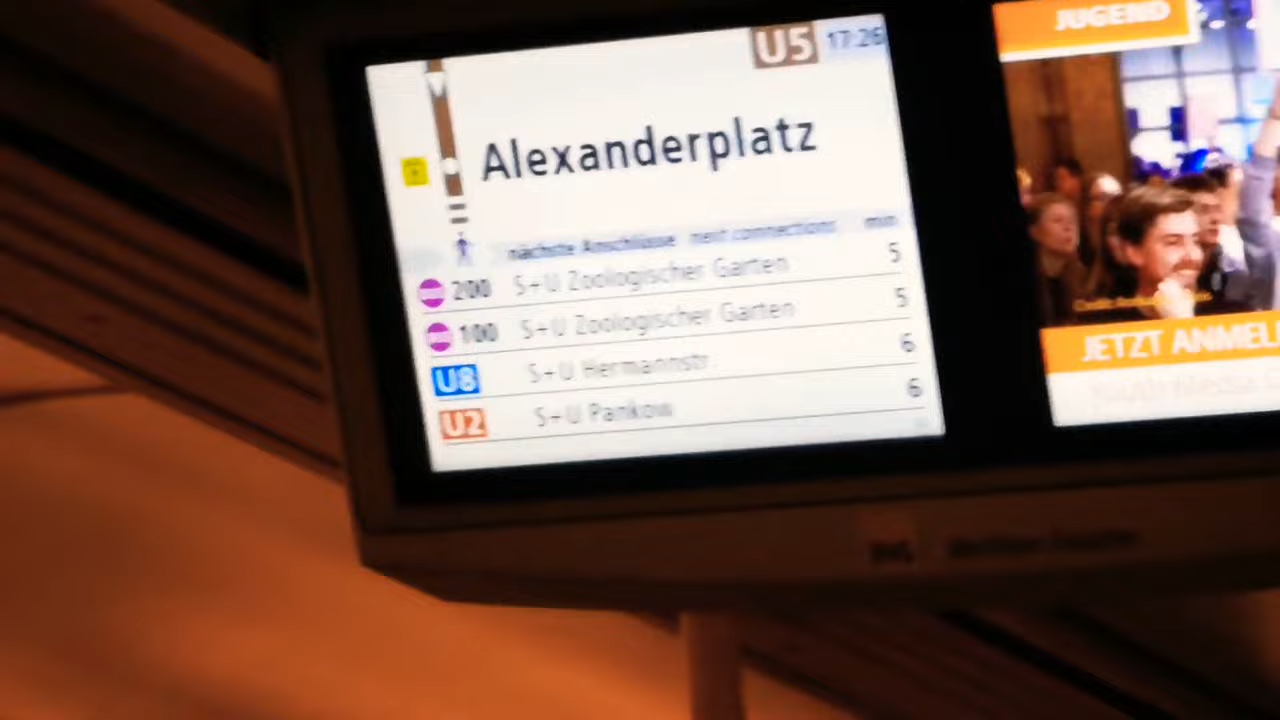 U5 17:26
Alexanderplatz
nächste Anschlüsse next connections min
200 S+U Zoologischer Garten 5
100 S+U Zoologischer Garten 5
U8 S+U Hermannstr. 6
U2 S+U Pankow 6
JUGEND
JETZT ANMEL